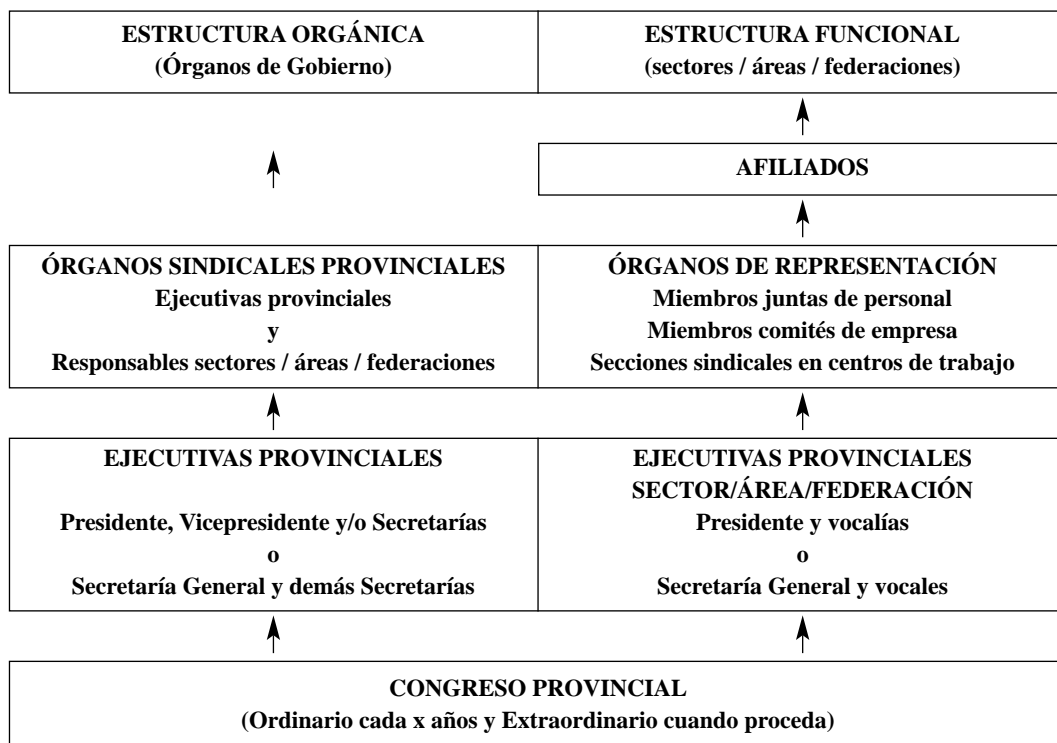 ESTRUCTURA ORGÁNICA
(Órganos de Gobierno)
ESTRUCTURA FUNCIONAL
(sectores / áreas / federaciones)
AFILIADOS
ÓRGANOS SINDICALES PROVINCIALES
Ejecutivas provinciales
y
Responsables sectores / áreas / federaciones
ÓRGANOS DE REPRESENTACIÓN
Miembros juntas de personal
Miembros comités de empresa
Secciones sindicales en centros de trabajo
EJECUTIVAS PROVINCIALES
Presidente, Vicepresidente y/o Secretarías
o
Secretaría General y demás Secretarías
EJECUTIVAS PROVINCIALES
SECTOR/ÁREA/FEDERACIÓN
Presidente y vocalías
o
Secretaría General y vocales
CONGRESO PROVINCIAL
(Ordinario cada x años y Extraordinario cuando proceda)